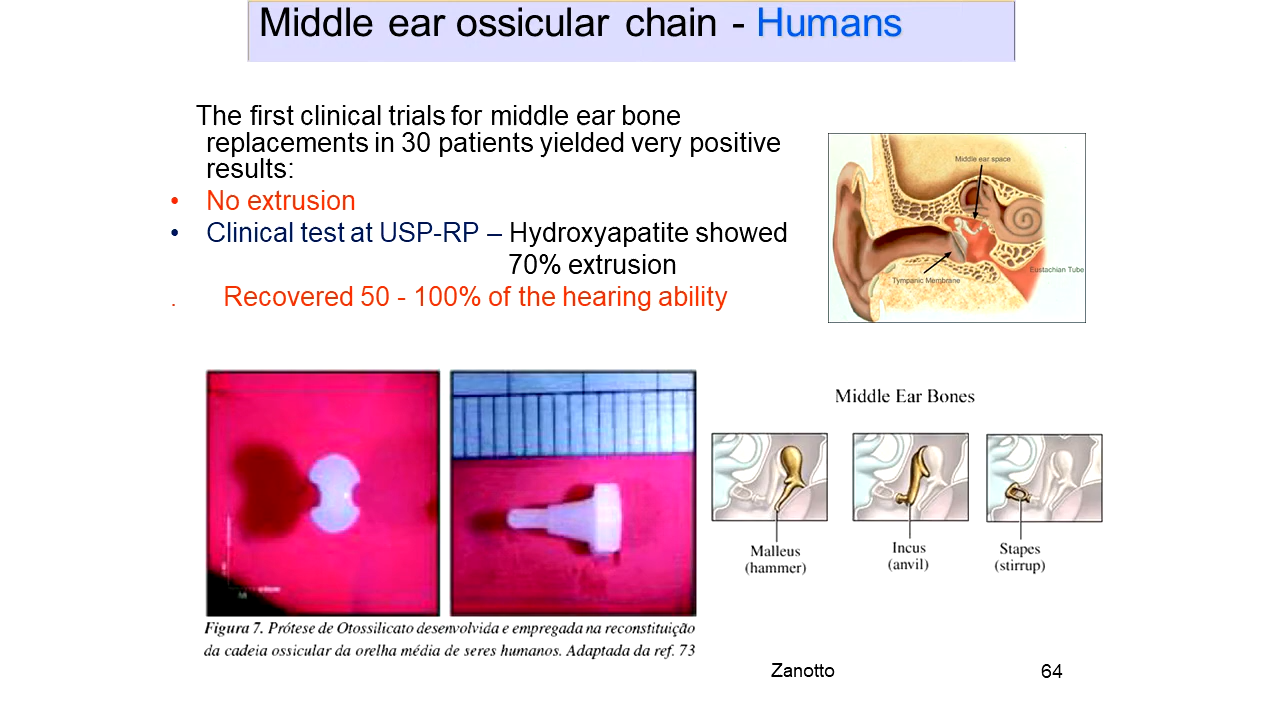 Middle ear ossicular chain - Humans
The first clinical trials for middle ear bone
replacements in 30 patients yielded very positive
results:
• No extrusion
• Clinical test at USP-RP – Hydroxyapatite showed
70% extrusion
. Recovered 50 - 100% of the hearing ability
Middle ear space
Tympanic Membrane
Eustachian Tube
Middle Ear Bones
Malleus
(hammer)
Incus
(anvil)
Stapes
(stirrup)
Figura 7. Prótese de Otossilicato desenvolvida e empregada na reconstituição
da cadeia ossicular da orelha média de seres humanos. Adaptada da ref. 73
Zanotto
64